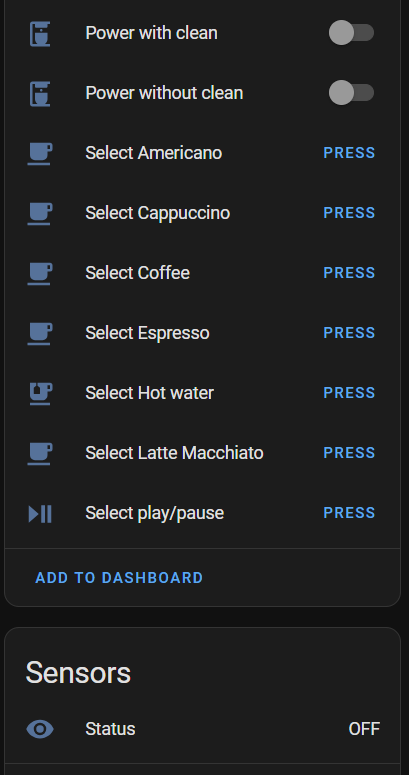 Power with clean
Power without clean
Select Americano PRESS
Select Cappuccino PRESS
Select Coffee PRESS
Select Espresso PRESS
Select Hot water PRESS
Select Latte Macchiato PRESS
Select play/pause PRESS
ADD TO DASHBOARD
Sensors
Status OFF